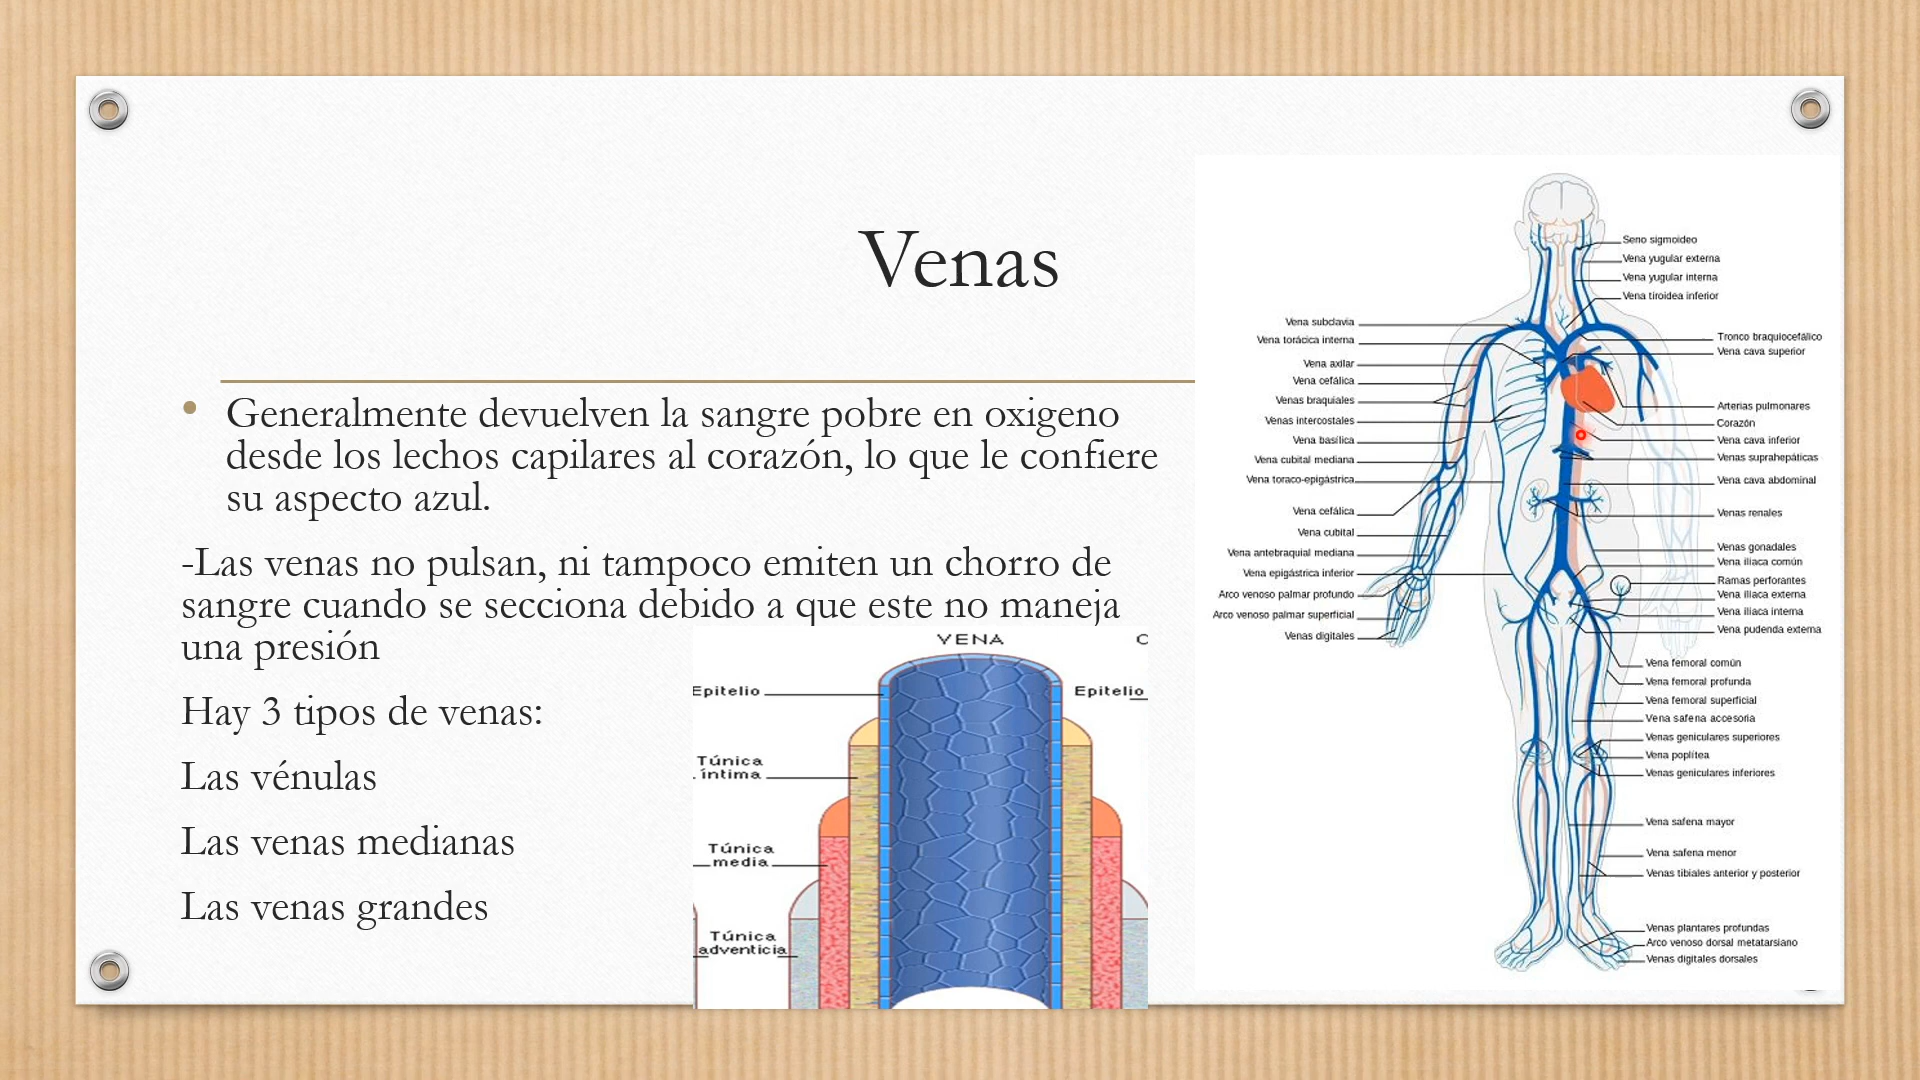 Venas
Generalmente devuelven la sangre pobre en oxigeno
desde los lechos capilares al corazón, lo que le confiere
su aspecto azul.
-Las venas no pulsan, ni tampoco emiten un chorro de
sangre cuando se secciona debido a que este no maneja
una presión
Hay 3 tipos de venas:
Las vénulas
Las venas medianas
Las venas grandes
VENA
Epitelio
Epitelio
Túnica
íntima
Túnica
media
Túnica
adventicia
Seno sigmoideo
Vena yugular externa
Vena yugular interna
Vena tiroidea inferior
Vena subclavia
Vena torácica interna
Vena axilar
Vena cefálica
Venas braquiales
Venas intercostales
Vena basílica
Vena cubital mediana
Vena toraco-epigástrica
Vena cefálica
Vena cubital
Vena antebraquial mediana
Vena epigástrica inferior
Arco venoso palmar profundo
Arco venoso palmar superficial
Venas digitales
Tronco braquiocefálico
Vena cava superior
Arterias pulmonares
Corazón
Vena cava inferior
Venas suprahepáticas
Vena cava abdominal
Venas renales
Venas gonadales
Vena ilíaca común
Ramas perforantes
Vena ilíaca externa
Vena ilíaca interna
Vena pudenda externa
Vena femoral común
Vena femoral profunda
Vena femoral superficial
Vena safena accesoria
Venas geniculares superiores
Vena poplítea
Venas geniculares inferiores
Vena safena mayor
Vena safena menor
Venas tibiales anterior y posterior
Venas plantares profundas
Arco venoso dorsal metatarsiano
Venas digitales dorsales